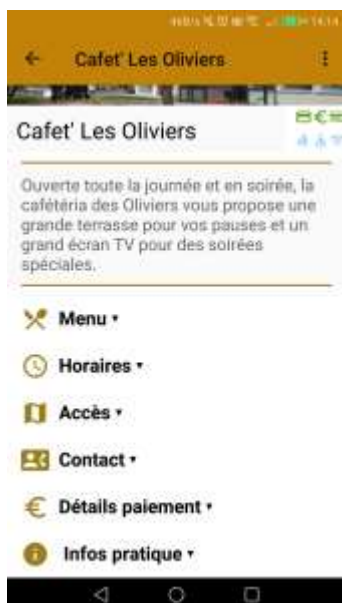 14:14
Cafet' Les Oliviers
Cafet' Les Oliviers
Ouverte toute la journée et en soirée, la
cafétéria des Oliviers vous propose une
grande terrasse pour vos pauses et un
grand écran TV pour des soirées
spéciales.
Menu
Horaires
Accès
Contact
Détails paiement
Infos pratique